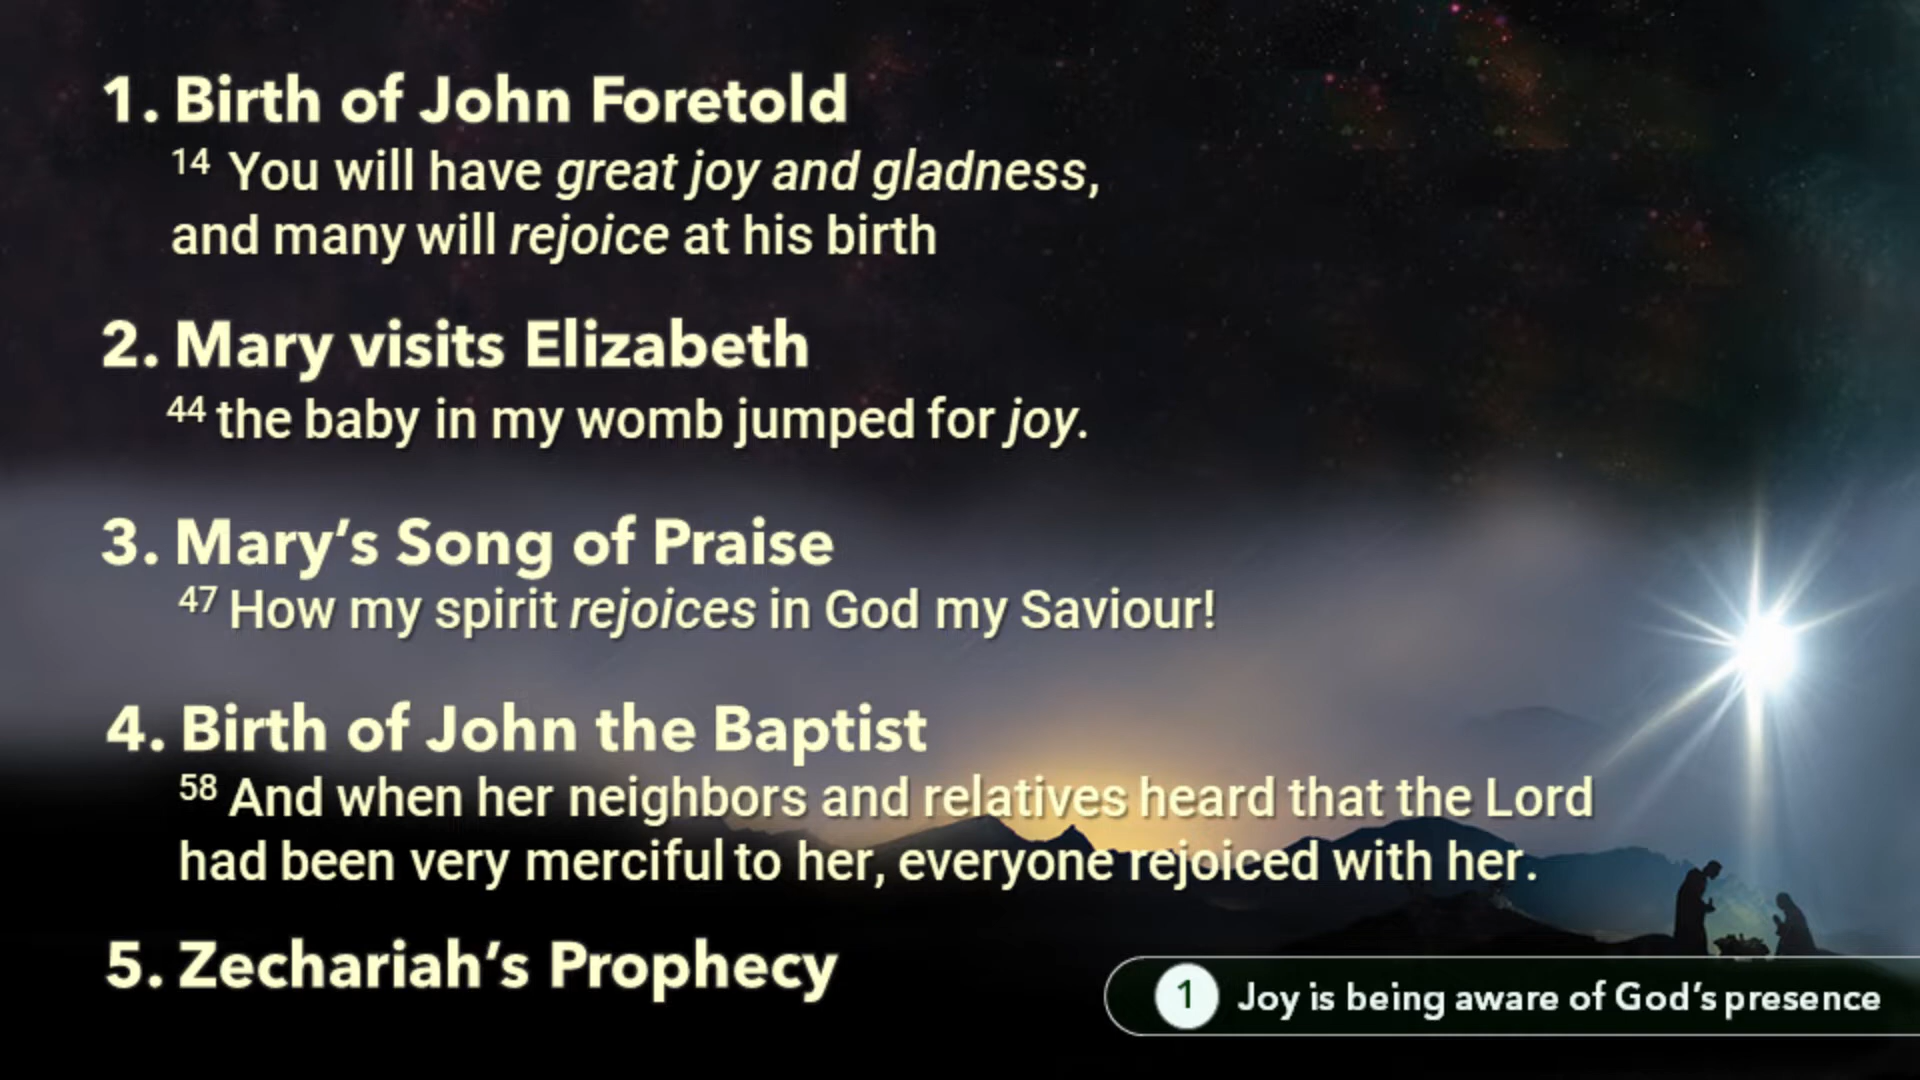 1. Birth of John Foretold
14 You will have great joy and gladness,
and many will rejoice at his birth
2. Mary visits Elizabeth
44 the baby in my womb jumped for joy.
3. Mary’s Song of Praise
47 How my spirit rejoices in God my Saviour!
4. Birth of John the Baptist
58 And when her neighbors and relatives heard that the Lord
had been very merciful to her, everyone rejoiced with her.
5. Zechariah’s Prophecy
1 Joy is being aware of God’s presence